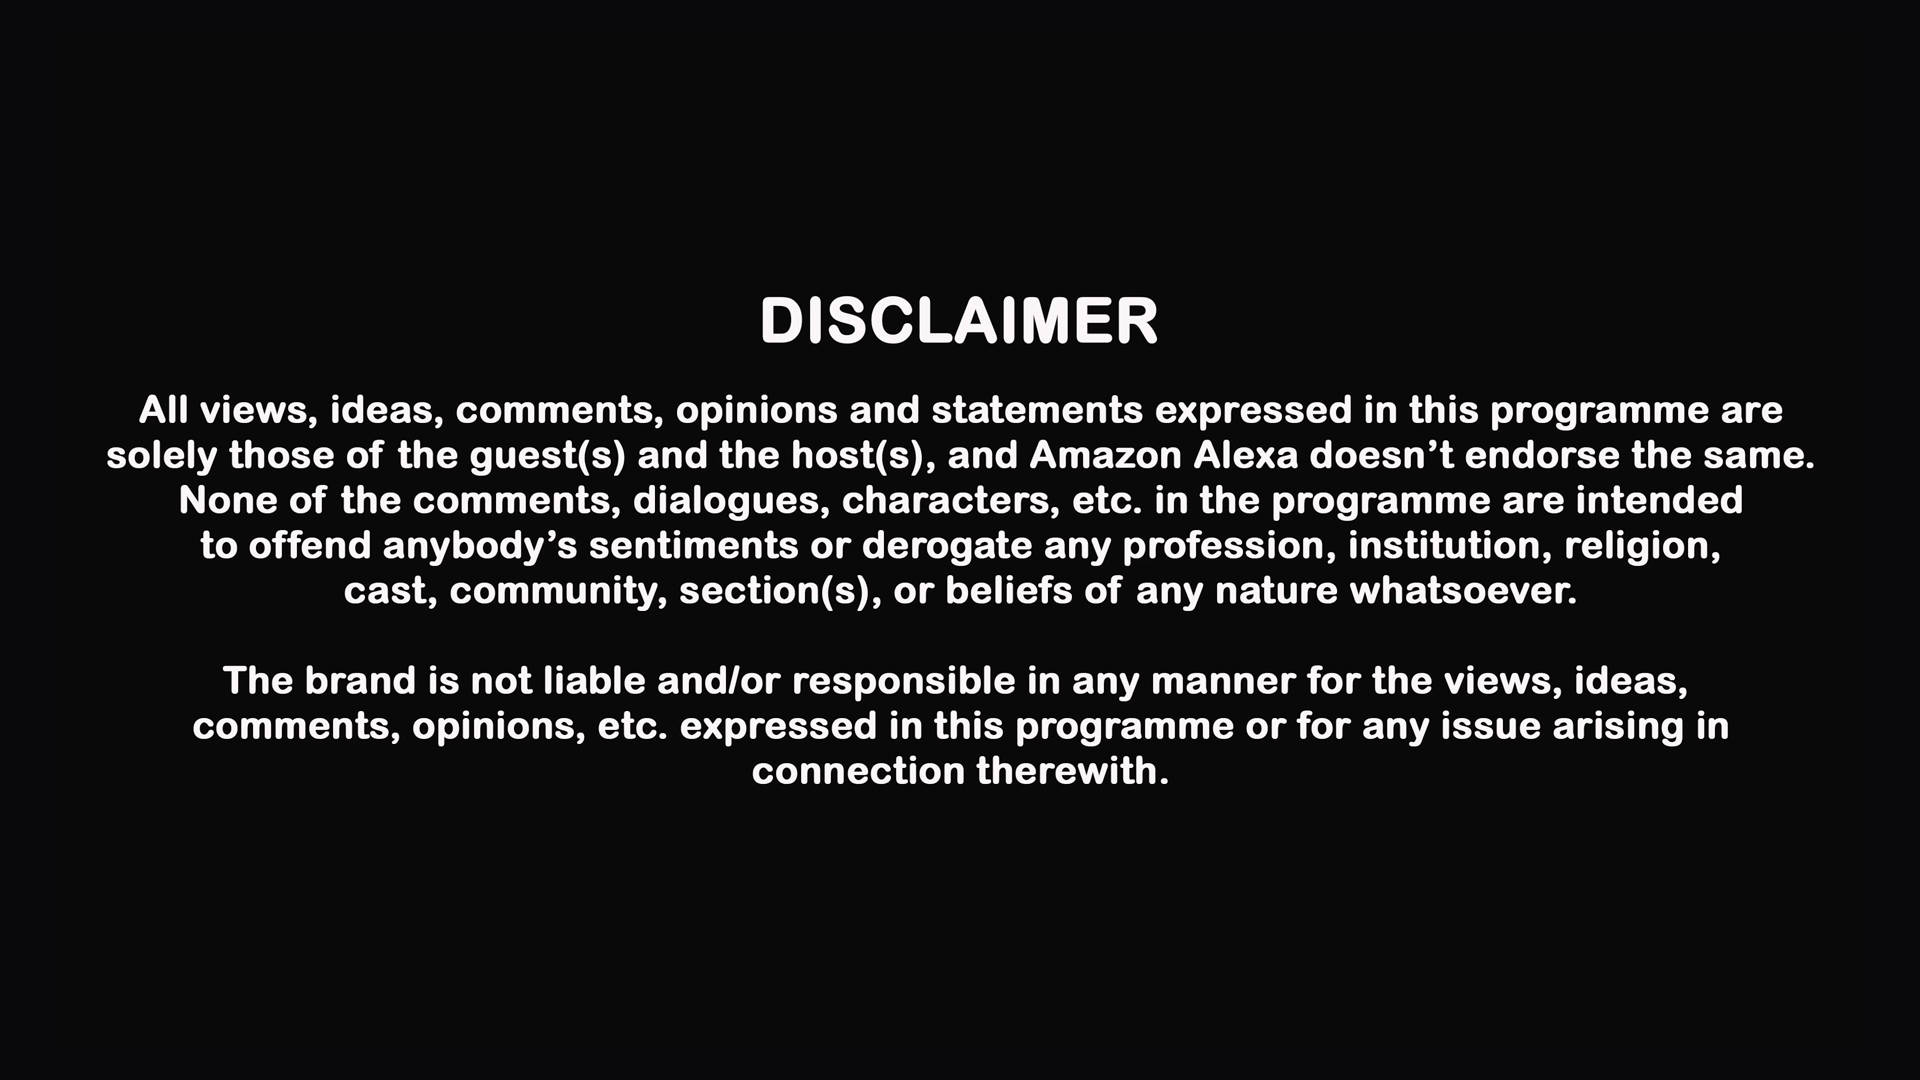 DISCLAIMER
All views, ideas, comments, opinions and statements expressed in this programme are
solely those of the guest(s) and the host(s), and Amazon Alexa doesn’t endorse the same.
None of the comments, dialogues, characters, etc. in the programme are intended
to offend anybody’s sentiments or derogate any profession, institution, religion,
cast, community, section(s), or beliefs of any nature whatsoever.
The brand is not liable and/or responsible in any manner for the views, ideas,
comments, opinions, etc. expressed in this programme or for any issue arising in
connection therewith.